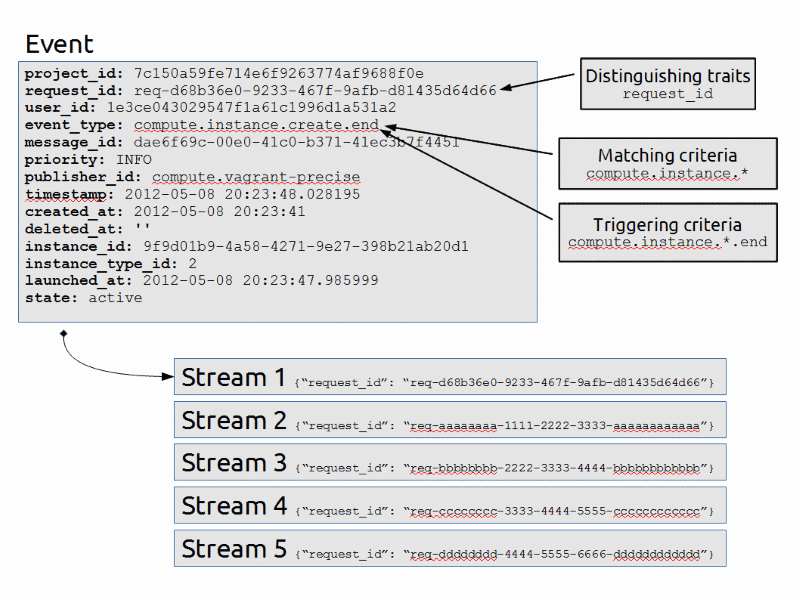 Event
project_id: 7c150a59fe714e6f9263774af9688f0e
request_id: req-d68b36e0-9233-467f-9afb-d81435d64d66
user_id: 1e3ce043029547f1a61c1996d1a531a2
event_type: compute.instance.create.end
message_id: dae6f69c-00e0-41c0-b371-41ec3b7f4451
priority: INFO
publisher_id: compute.vagrant-precise
timestamp: 2012-05-08 20:23:48.028195
created_at: 2012-05-08 20:23:41
deleted_at: ''
instance_id: 9f9d01b9-4a58-4271-9e27-398b21ab20d1
instance_type_id: 2
launched_at: 2012-05-08 20:23:47.985999
state: active
Distinguishing traits
request_id
Matching criteria
compute.instance.*
Triggering criteria
compute.instance.*.end
Stream 1 {“request_id”: “req-d68b36e0-9233-467f-9afb-d81435d64d66”}
Stream 2 {“request_id”: “req-aaaaaaaa-1111-2222-3333-aaaaaaaaaaaa”}
Stream 3 {“request_id”: “req-bbbbbbbb-2222-3333-4444-bbbbbbbbbbbb”}
Stream 4 {“request_id”: “req-cccccccc-3333-4444-5555-cccccccccccc”}
Stream 5 {“request_id”: “req-dddddddd-4444-5555-6666-dddddddddddd”}